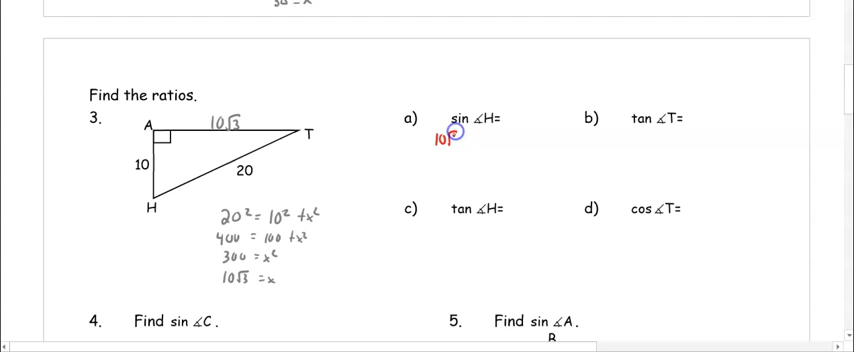 Find the ratios.
3.
A
10√3
T
10
20
H
20² = 10² + x²
400 = 100 + x²
300 = x²
10√3 = x
a) sin ∡H=
10√
b) tan ∡T=
c) tan ∡H=
d) cos ∡T=
4. Find sin ∡C.
5. Find sin ∡A.
B